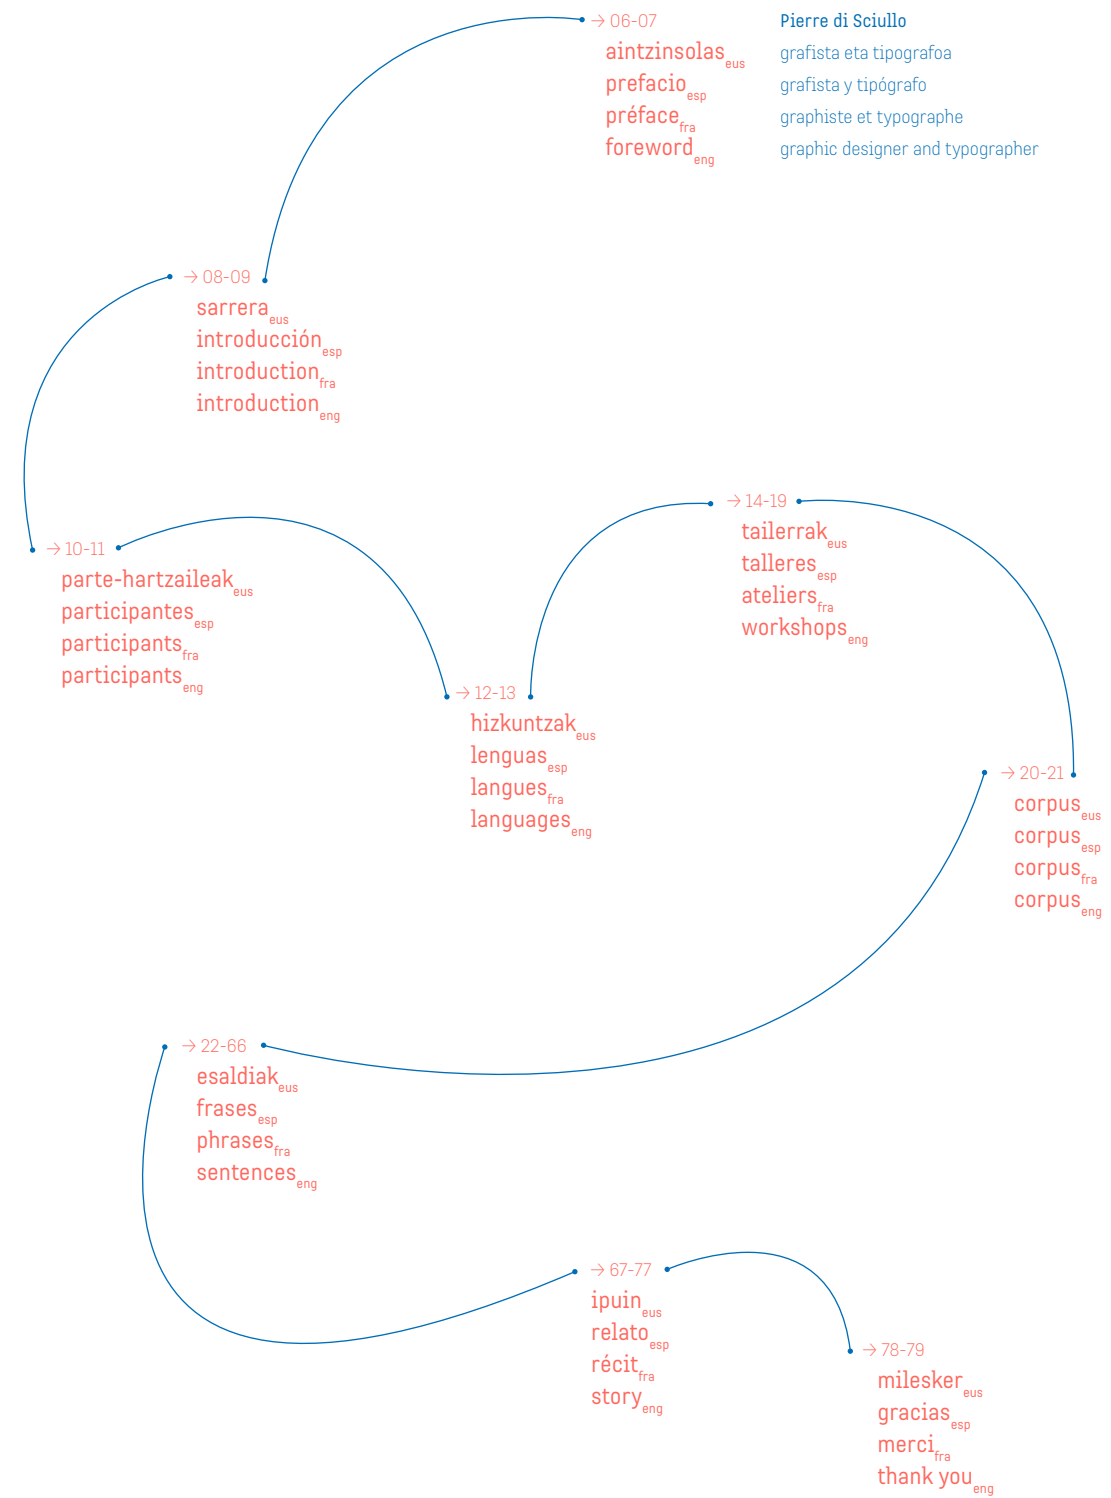 → 06-07
aintzinsolas eus
prefacio esp
préface fra
foreword eng
Pierre di Sciullo
grafista eta tipografoa
grafista y tipógrafo
graphiste et typographe
graphic designer and typographer
→ 08-09
sarrera eus
introducción esp
introduction fra
introduction eng
→ 10-11
parte-hartzaileak eus
participantes esp
participants fra
participants eng
→ 12-13
hizkuntzak eus
lenguas esp
langues fra
languages eng
→ 14-19
tailerrak eus
talleres esp
ateliers fra
workshops eng
→ 20-21
corpus eus
corpus esp
corpus fra
corpus eng
→ 22-66
esaldiak eus
frases esp
phrases fra
sentences eng
→ 67-77
ipuin eus
relato esp
récit fra
story eng
→ 78-79
milesker eus
gracias esp
merci fra
thank you eng